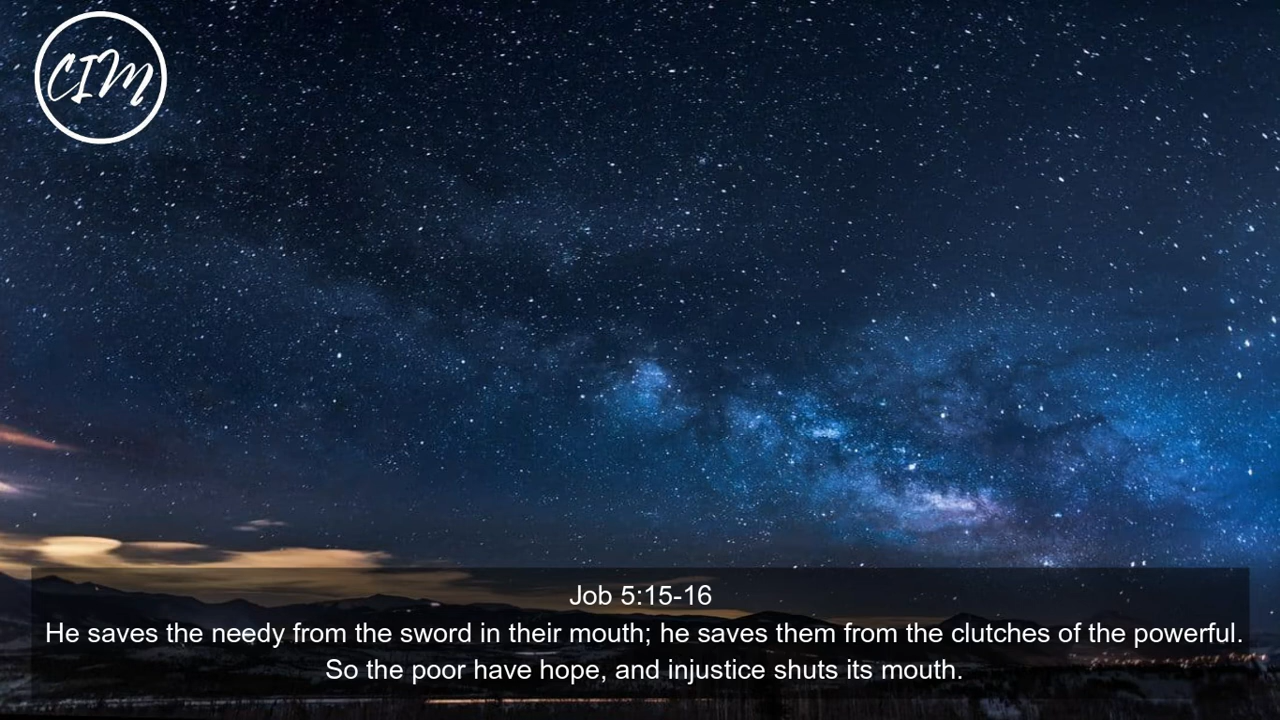 CIM
Job 5:15-16
He saves the needy from the sword in their mouth; he saves them from the clutches of the powerful.
So the poor have hope, and injustice shuts its mouth.